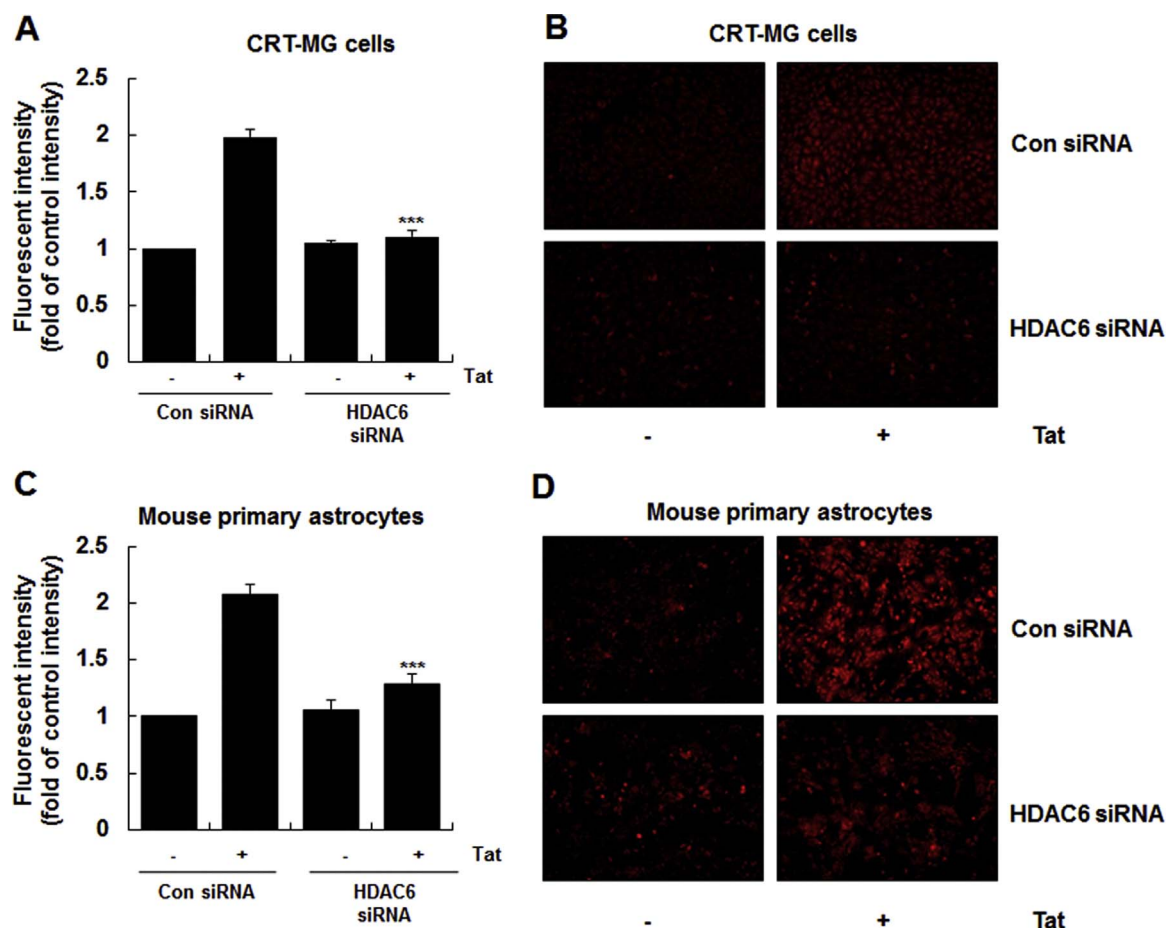 A
CRT-MG cells
Fluorescent intensity
(fold of control intensity)
2.5
2
1.5
1
0.5
0
***
- + - + Tat
Con siRNA HDAC6
siRNA
B
CRT-MG cells
Con siRNA
HDAC6 siRNA
- + Tat
C
Mouse primary astrocytes
Fluorescent intensity
(fold of control intensity)
2.5
2
1.5
1
0.5
0
***
- + - + Tat
Con siRNA HDAC6
siRNA
D
Mouse primary astrocytes
Con siRNA
HDAC6 siRNA
- + Tat